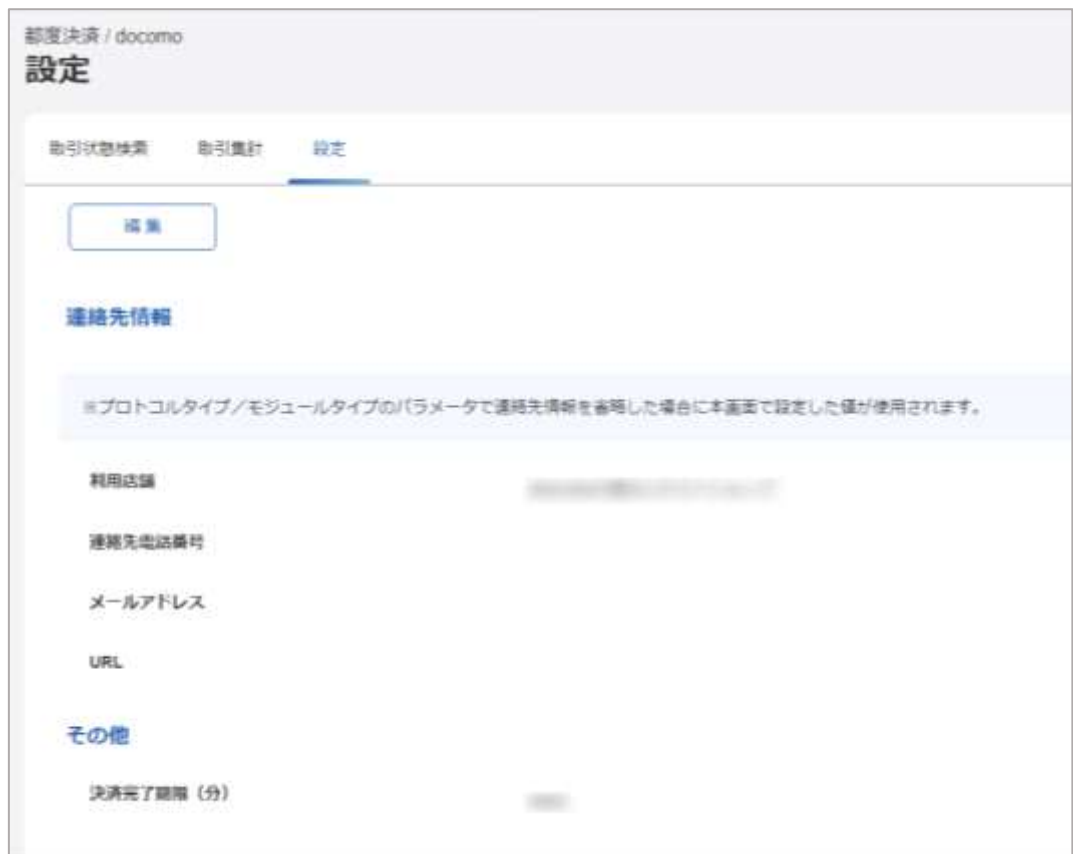 都度決済 / docomo
設定
取引状態検索 取引集計 設定
編集
連絡先情報
※プロトコルタイプ／モジュールタイプのパラメータで連絡先情報を省略した場合に本画面で設定した値が使用されます。
利用店舗
連絡先電話番号
メールアドレス
URL
その他
決済完了期限（分）